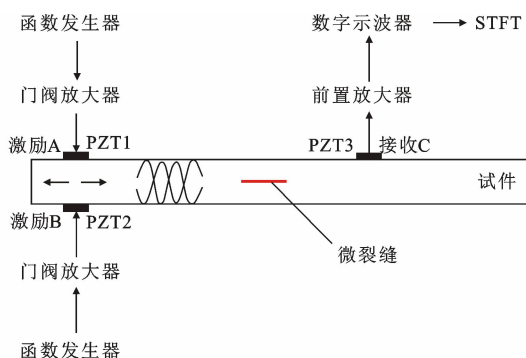 函数发生器
数字示波器 STFT
门阀放大器
前置放大器
激励A PZT1
PZT3 接收C
试件
激励B PZT2
微裂缝
门阀放大器
函数发生器